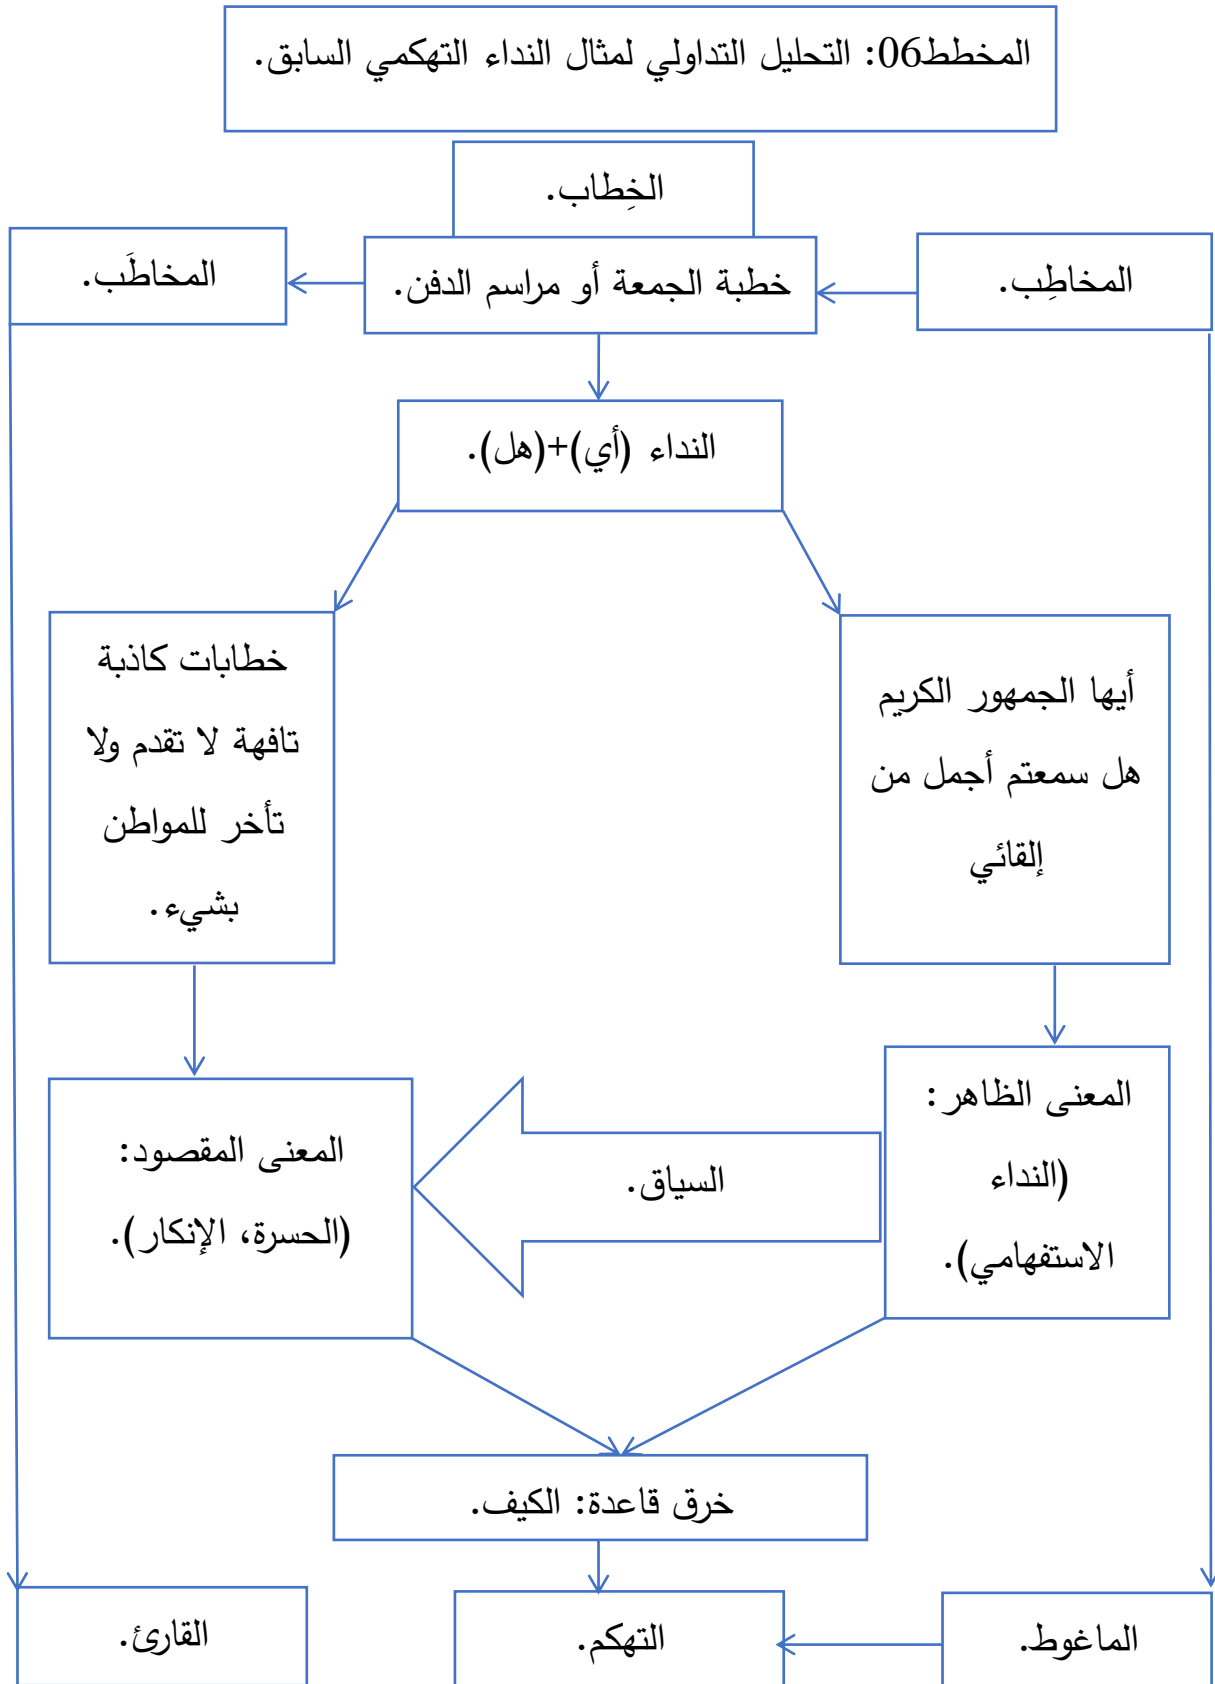 المخطط06: التحليل التداولي لمثال النداء التهكمي السابق.
الخِطاب.
المخاطِب.
خطبة الجمعة أو مراسم الدفن.
المخاطَب.
النداء (أي)+(هل).
أيها الجمهور الكريم
هل سمعتم أجمل من
إلقائي
خطابات كاذبة
تافهة لا تقدم ولا
تأخر للمواطن
بشيء.
المعنى الظاهر:
(النداء
الاستفهامي).
السياق.
المعنى المقصود:
(الحسرة، الإنكار).
خرق قاعدة: الكيف.
الماغوط.
التهكم.
القارئ.